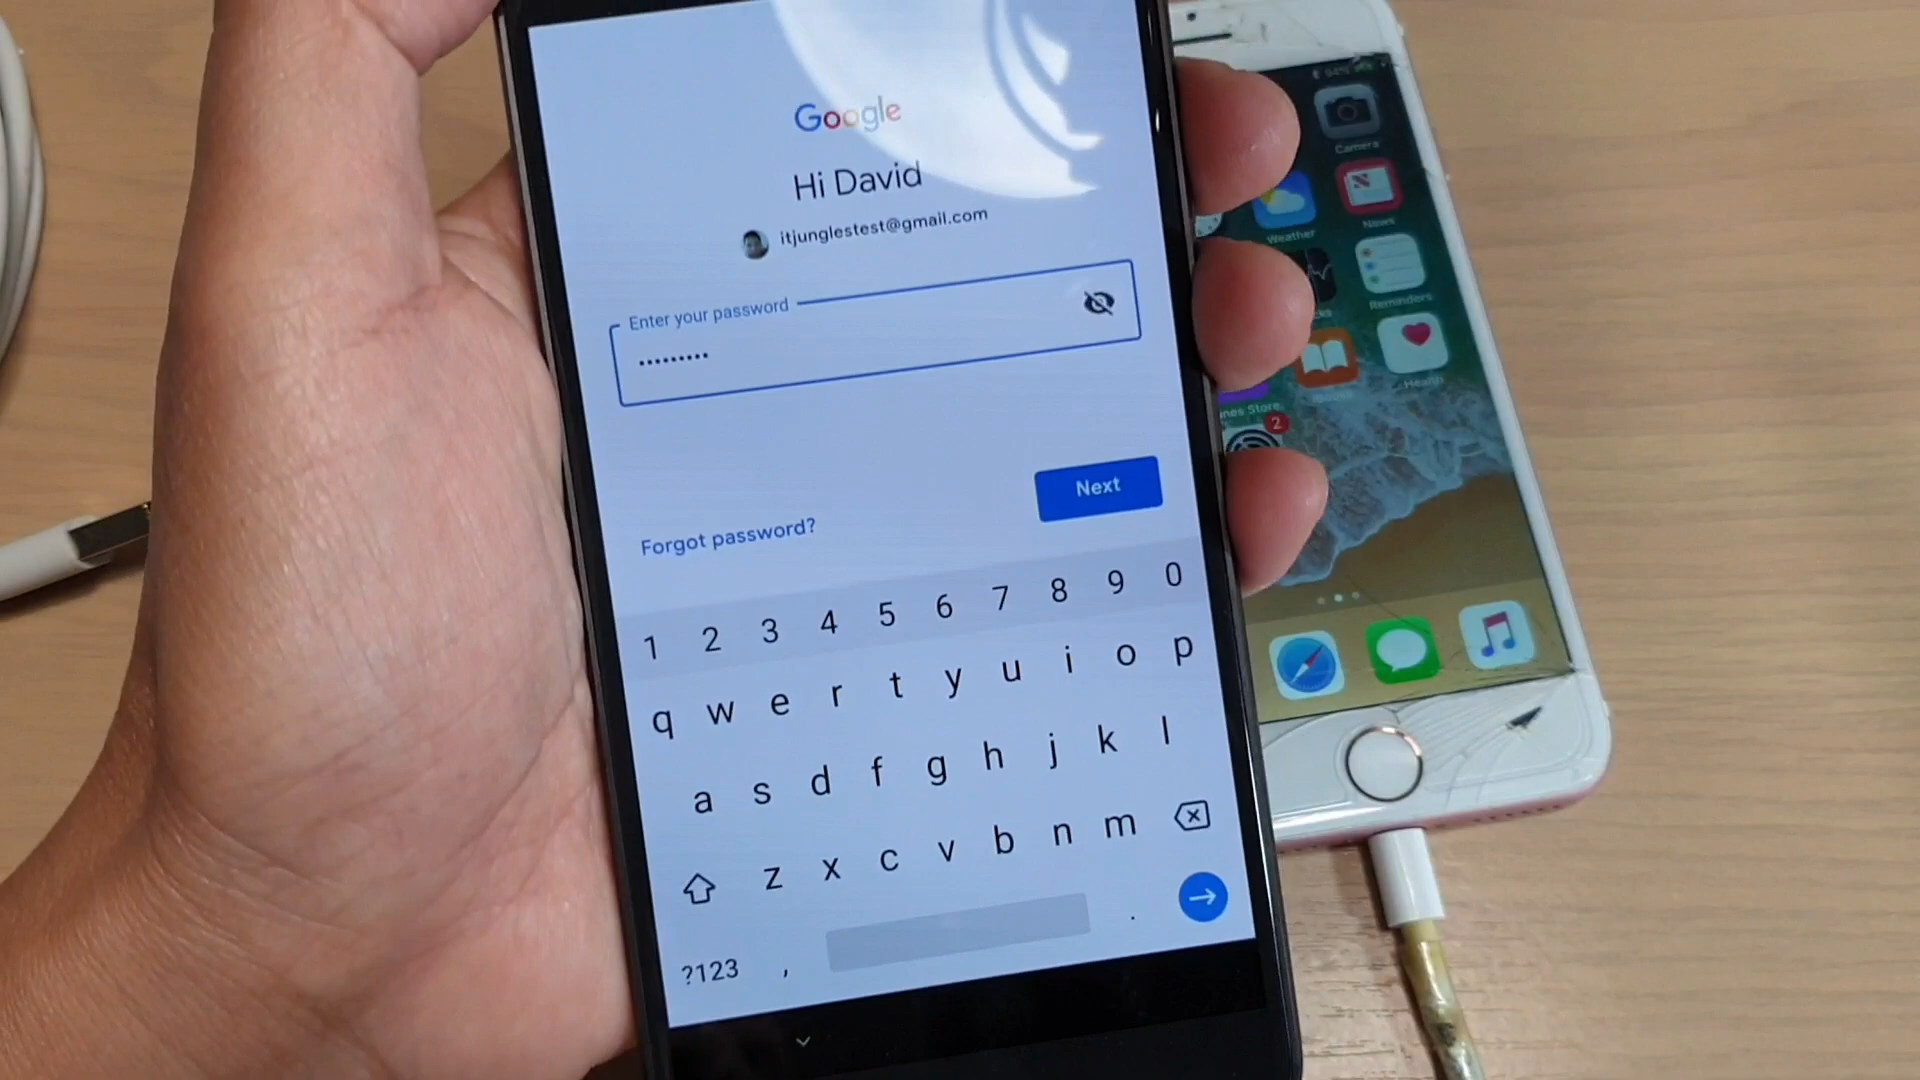 Google
Hi David
itjunglestest@gmail.com
Enter your password
•••••••••
Next
Forgot password?
1 2 3 4 5 6 7 8 9 0
q w e r t y u i o p
a s d f g h j k l
z x c v b n m
?123 , .
Camera
Weather
News
Reminders
Health
2